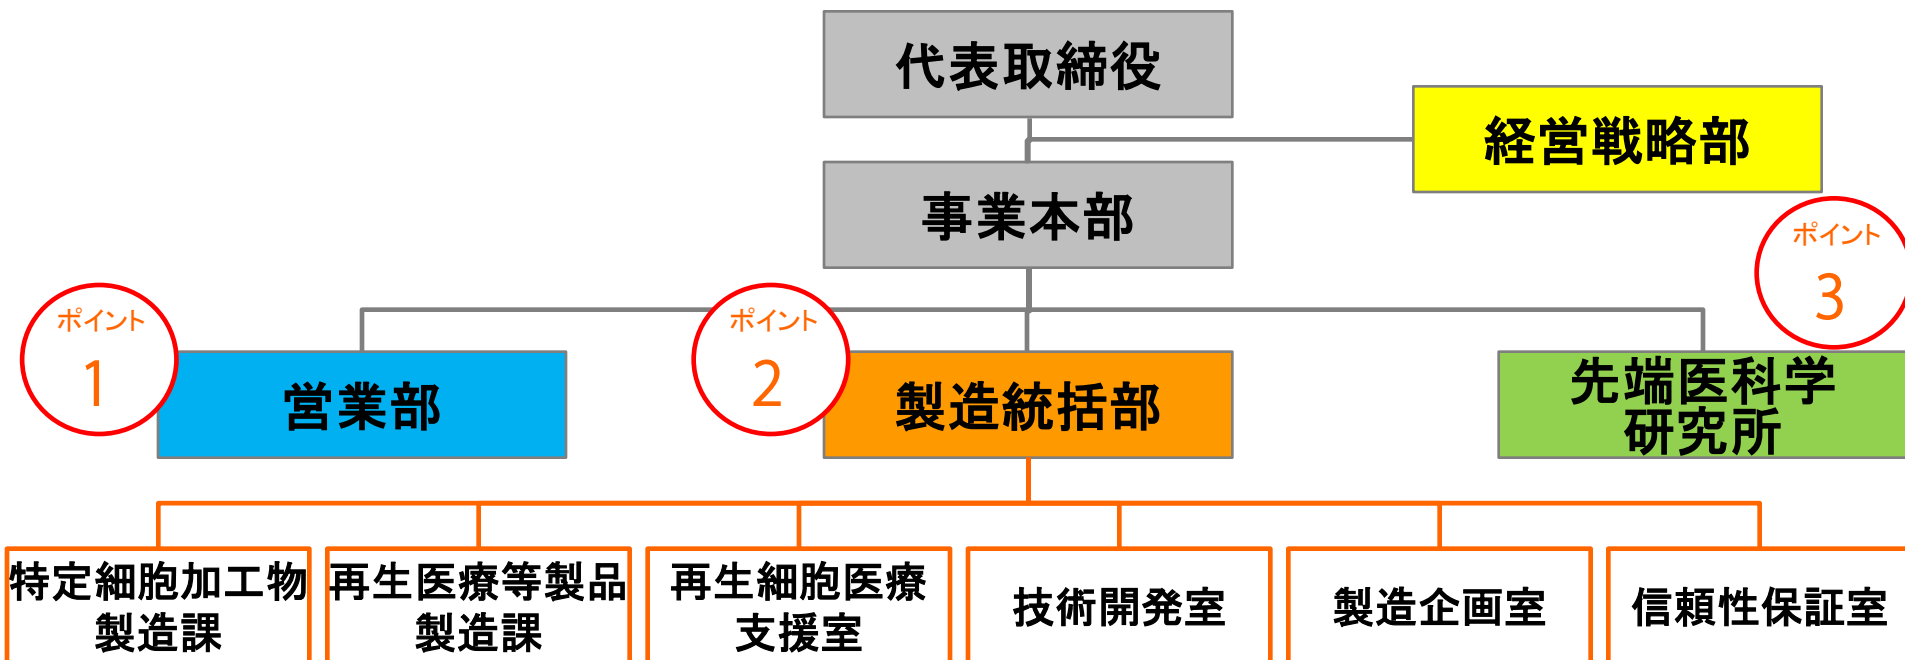 代表取締役
経営戦略部
事業本部
ポイント
3
ポイント
1
ポイント
2
営業部
製造統括部
先端医科学
研究所
特定細胞加工物
製造課
再生医療等製品
製造課
再生細胞医療
支援室
技術開発室
製造企画室
信頼性保証室